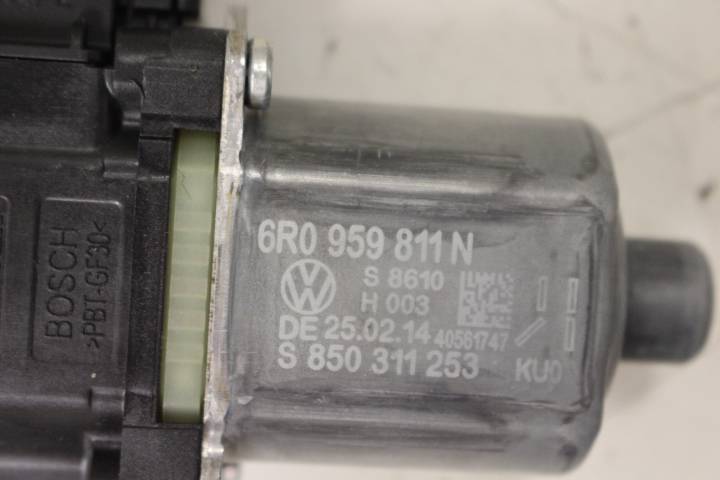 6R0 959 811 N
S 8610
H 003
DE 25.02.14 40561747
S 850 311 253 KU0
BOSCH
>PBT-GF30<